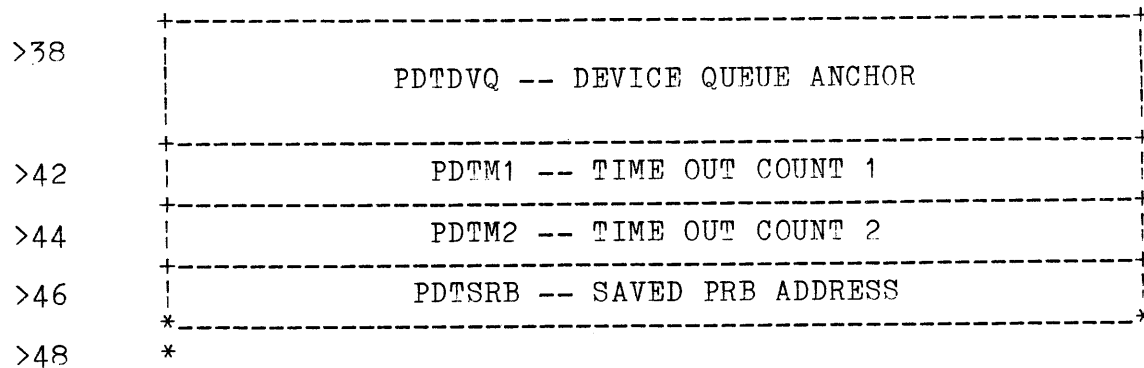 >38 PDTDVQ -- DEVICE QUEUE ANCHOR
>42 PDTM1 -- TIME OUT COUNT 1
>44 PDTM2 -- TIME OUT COUNT 2
>46 PDTSRB -- SAVED PRB ADDRESS
>48 *